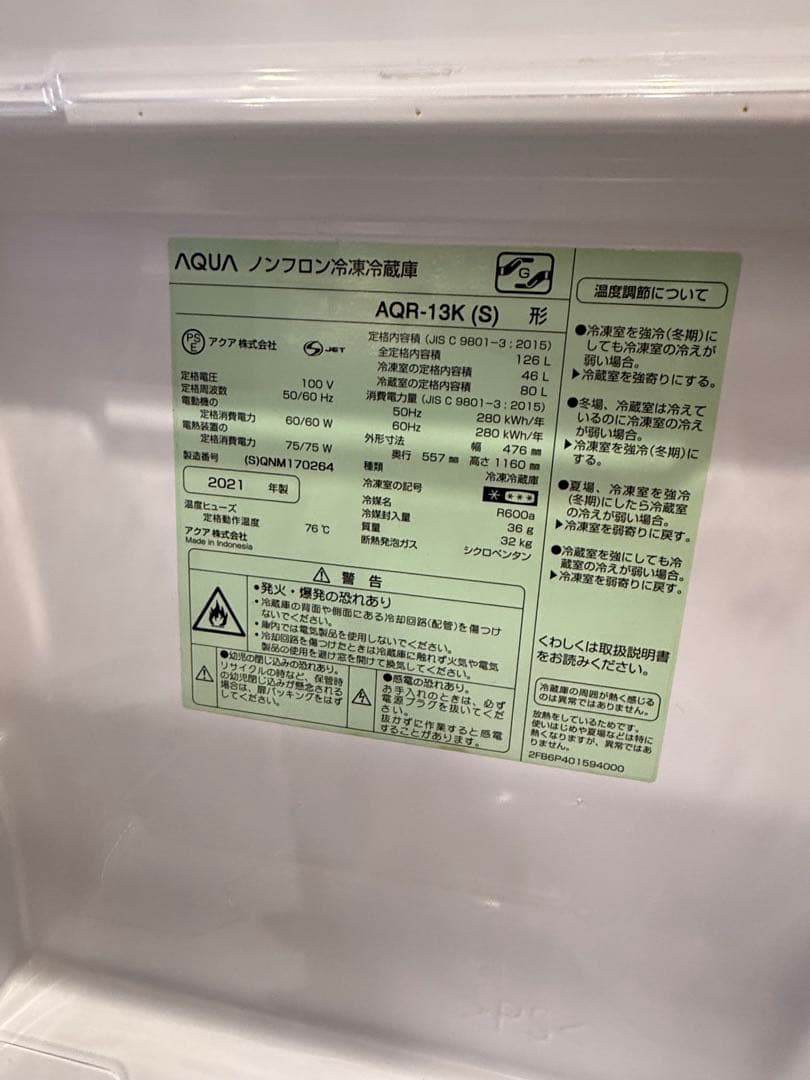 AQUA ノンフロン冷凍冷蔵庫
G
AQR-13K (S) 形
PS
E
アクア株式会社
S JET
定格電圧 100 V
定格周波数 50/60 Hz
電動機の
定格消費電力 60/60 W
電熱装置の
定格消費電力 75/75 W
製造番号 (S)QNM170264
2021 年製
温度ヒューズ
定格動作温度 76 ℃
アクア株式会社
Made in Indonesia
定格内容積 (JIS C 9801-3 ; 2015)
全定格内容積 126 L
冷凍室の定格内容積 46 L
冷蔵室の定格内容積 80 L
消費電力量 (JIS C 9801-3 ; 2015)
50Hz 280 kWh/年
60Hz 280 kWh/年
外形寸法 幅 476 mm
奥行 557 mm 高さ 1160 mm
種類 冷凍冷蔵庫
冷凍室の記号
冷媒名 R600a
冷媒封入量 36 g
質量 32 kg
断熱発泡ガス シクロペンタン
警 告
・発火・爆発の恐れあり
・冷蔵庫の背面や側面にある冷却回路(配管)を傷つけ
ないでください。
・庫内では電気製品を使用しないでください。
・冷却回路を傷つけたときは冷蔵庫に触れず火気や電気
製品の使用を避け窓を開けて換気してください。
●幼児の閉じ込みの恐れあり。
リサイクルの時など、保管時
の幼児閉じ込みが懸念される
場合は、扉パッキングをはず
してください。
●感電の恐れあり。
お手入れのときは、必ず
電源プラグを抜いてくだ
さい。
抜かずに作業すると感電
することがあります。
温度調節について
●冷凍室を強冷(冬期)に
しても冷凍室の冷えが
弱い場合。
▶冷蔵室を強寄りにする。
●冬場、冷蔵室は冷えて
いるのに冷凍室の冷え
が弱い場合。
▶冷凍室を強冷(冬期)に
する。
●夏場、冷凍室を強冷
(冬期)にしたら冷蔵室
の冷えが弱い場合。
▶冷凍室を弱寄りに戻す。
●冷蔵室を強にしても冷
蔵室の冷えが弱い場合。
▶冷凍室を弱寄りに戻す。
くわしくは取扱説明書
をお読みください。
冷蔵庫の周囲が熱く感じる
のは異常ではありません。
放熱をしているためです。
使いはじめや夏場などは特に
熱くなりますが、異常ではあ
りません。
2FB6P401594000